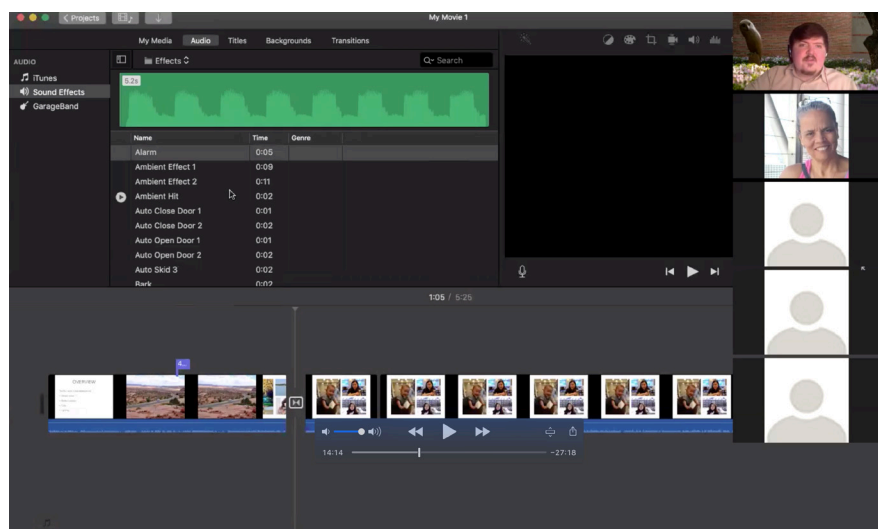 Projects
My Movie 1
My Media Audio Titles Backgrounds Transitions
AUDIO
iTunes
Sound Effects
GarageBand
Effects
Search
5.2s
Name Time Genre
Alarm 0:05
Ambient Effect 1 0:09
Ambient Effect 2 0:11
Ambient Hit 0:02
Auto Close Door 1 0:01
Auto Close Door 2 0:02
Auto Open Door 1 0:01
Auto Open Door 2 0:02
Auto Skid 3 0:02
Bark 0:02
1:05 / 5:25
4...
OVERVIEW
14:14 -27:18